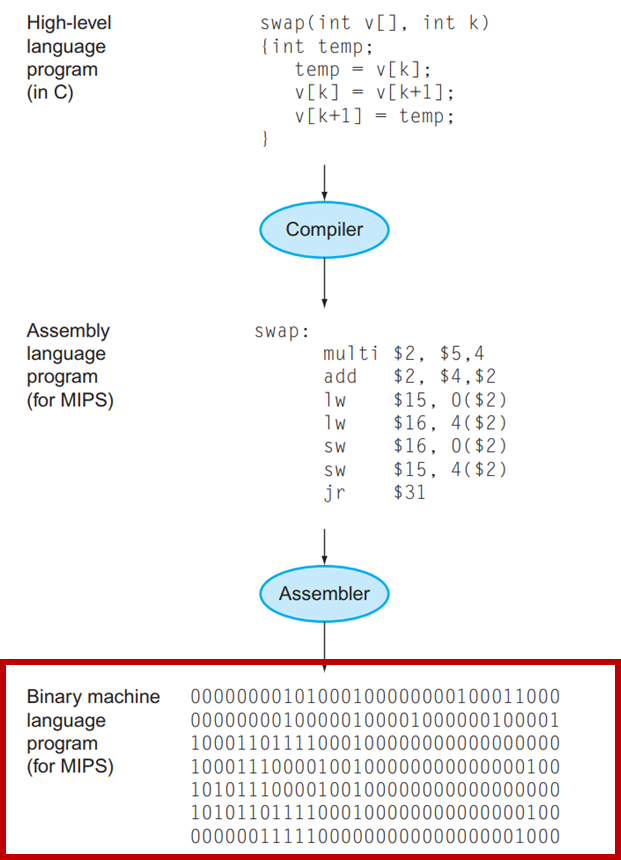 High-level
language
program
(in C)
swap(int v[], int k)
{int temp;
temp = v[k];
v[k] = v[k+1];
v[k+1] = temp;
}
Compiler
Assembly
language
program
(for MIPS)
swap:
multi $2, $5,4
add $2, $4,$2
lw $15, 0($2)
lw $16, 4($2)
sw $16, 0($2)
sw $15, 4($2)
jr $31
Assembler
Binary machine
language
program
(for MIPS)
00000000101000100000000100011000
00000000100000100001000000100001
10001101111000100000000000000000
10001110000100100000000000000100
10101110000100100000000000000000
10101101111000100000000000000100
00000011111000000000000000001000